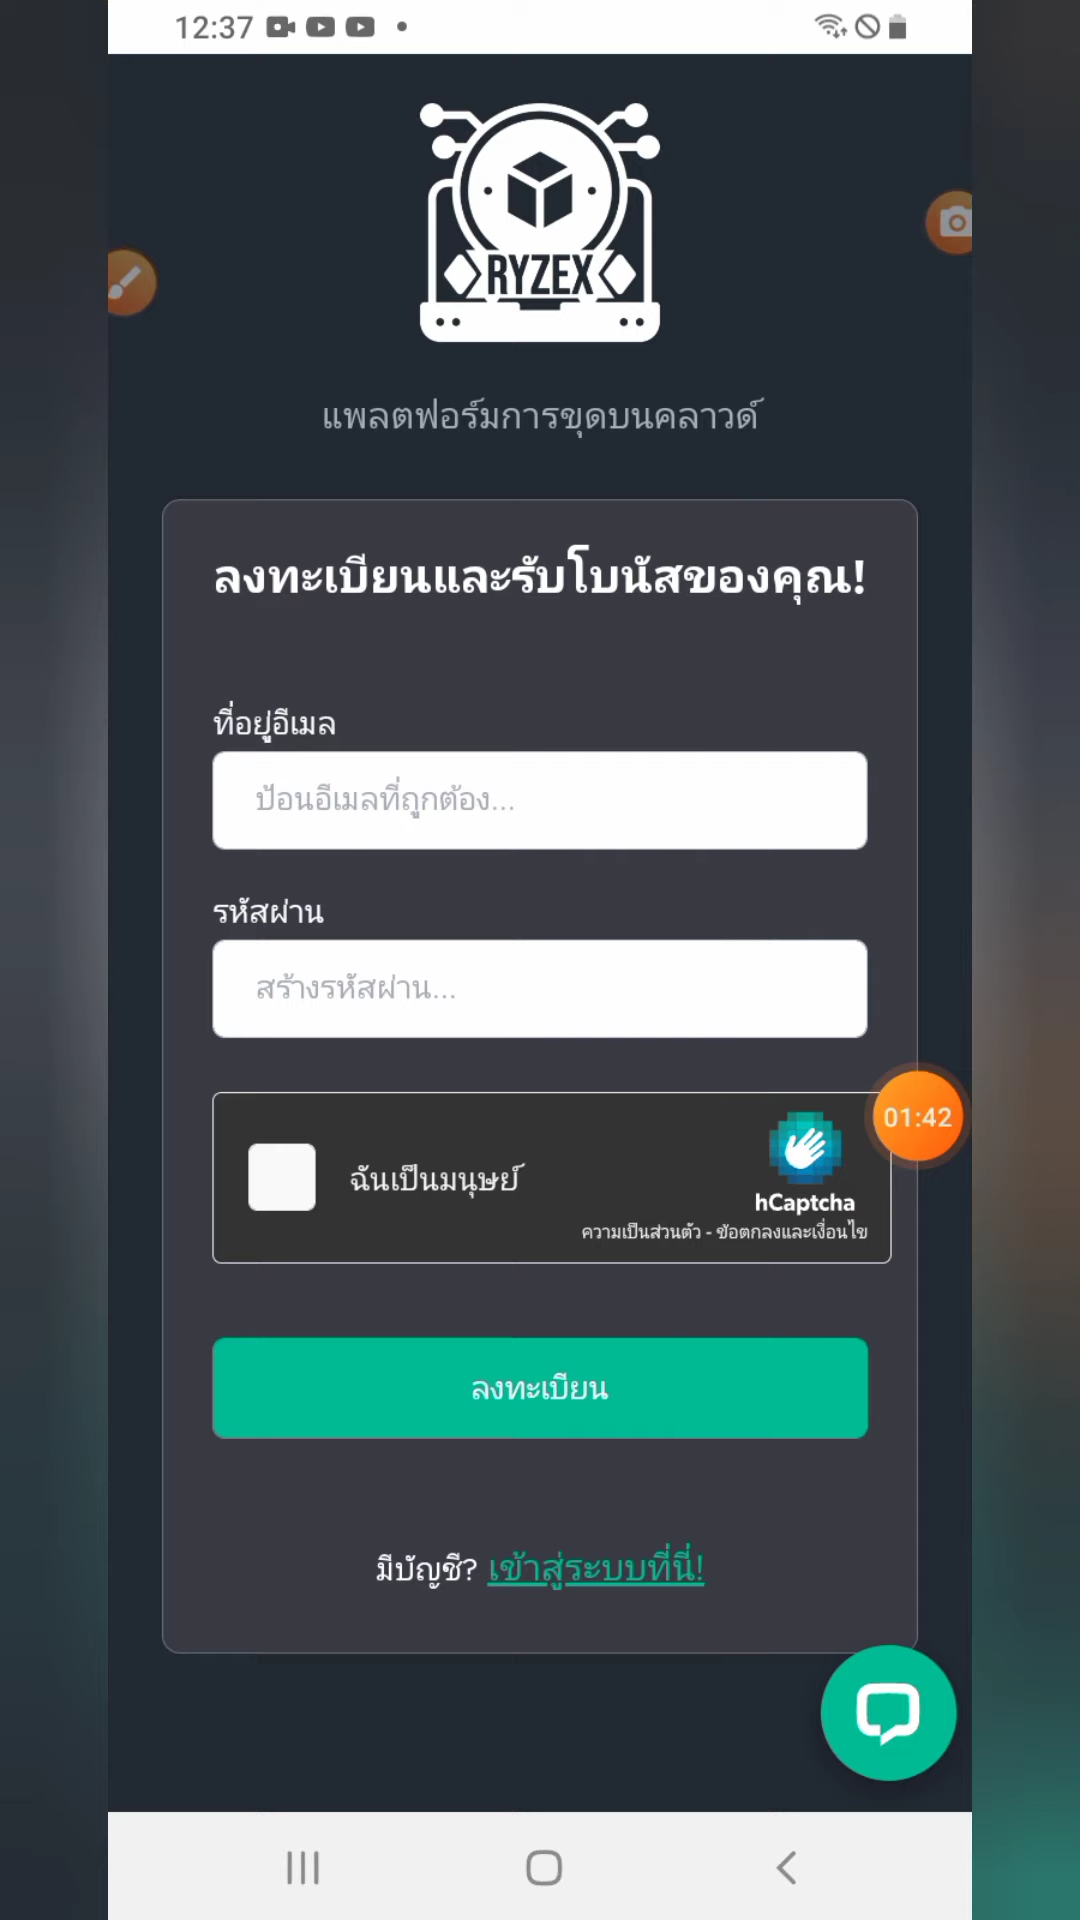 12:37
RYZEX
แพลตฟอร์มการขุดบนคลาวด์
ลงทะเบียนและรับโบนัสของคุณ!
ที่อยู่อีเมล
ป้อนอีเมลที่ถูกต้อง...
รหัสผ่าน
สร้างรหัสผ่าน...
01:42
ฉันเป็นมนุษย์
hCaptcha
ความเป็นส่วนตัว - ข้อตกลงและเงื่อนไข
ลงทะเบียน
มีบัญชี? เข้าสู่ระบบที่นี่!